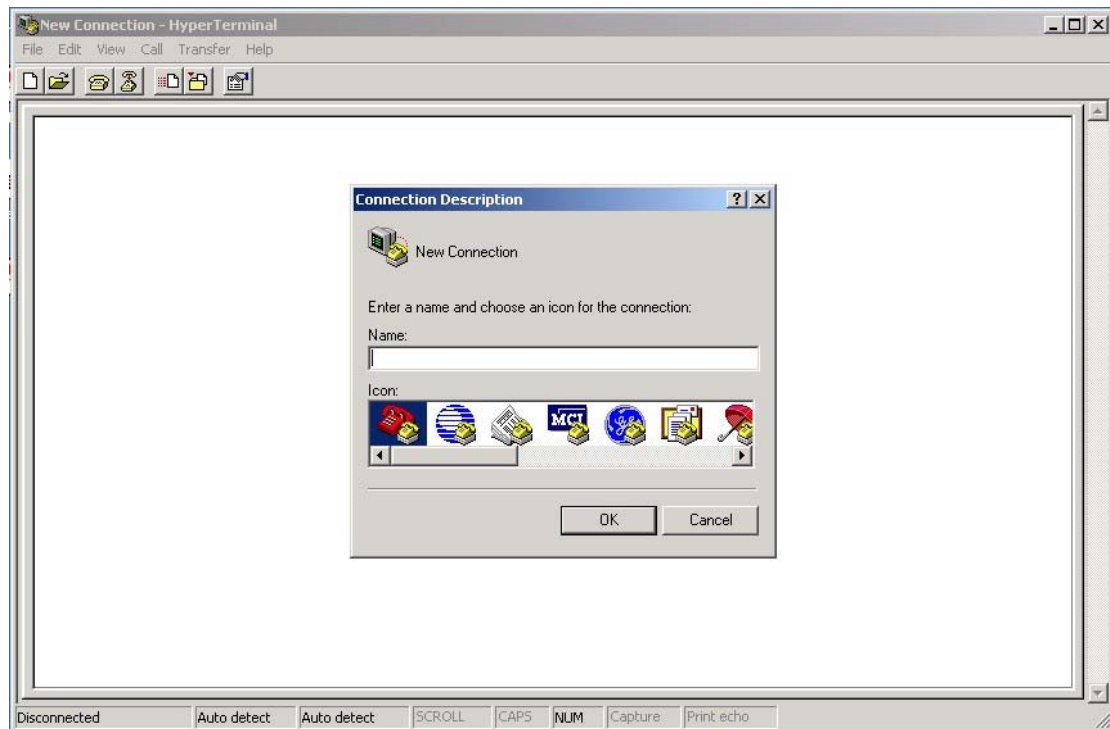 New Connection - HyperTerminal
File Edit View Call Transfer Help
Connection Description
New Connection
Enter a name and choose an icon for the connection:
Name:
Icon:
MCI
OK Cancel
Disconnected Auto detect Auto detect SCROLL CAPS NUM Capture Print echo